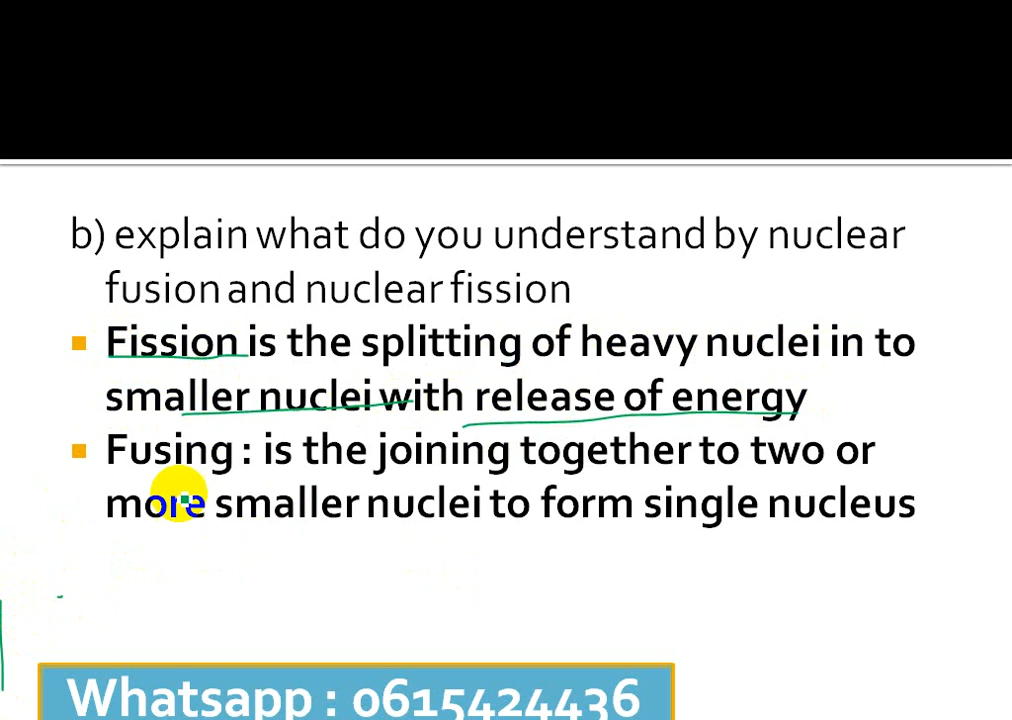 b) explain what do you understand by nuclear
fusion and nuclear fission
Fission is the splitting of heavy nuclei in to
smaller nuclei with release of energy
Fusing : is the joining together to two or
more smaller nuclei to form single nucleus
Whatsapp : 0615424436